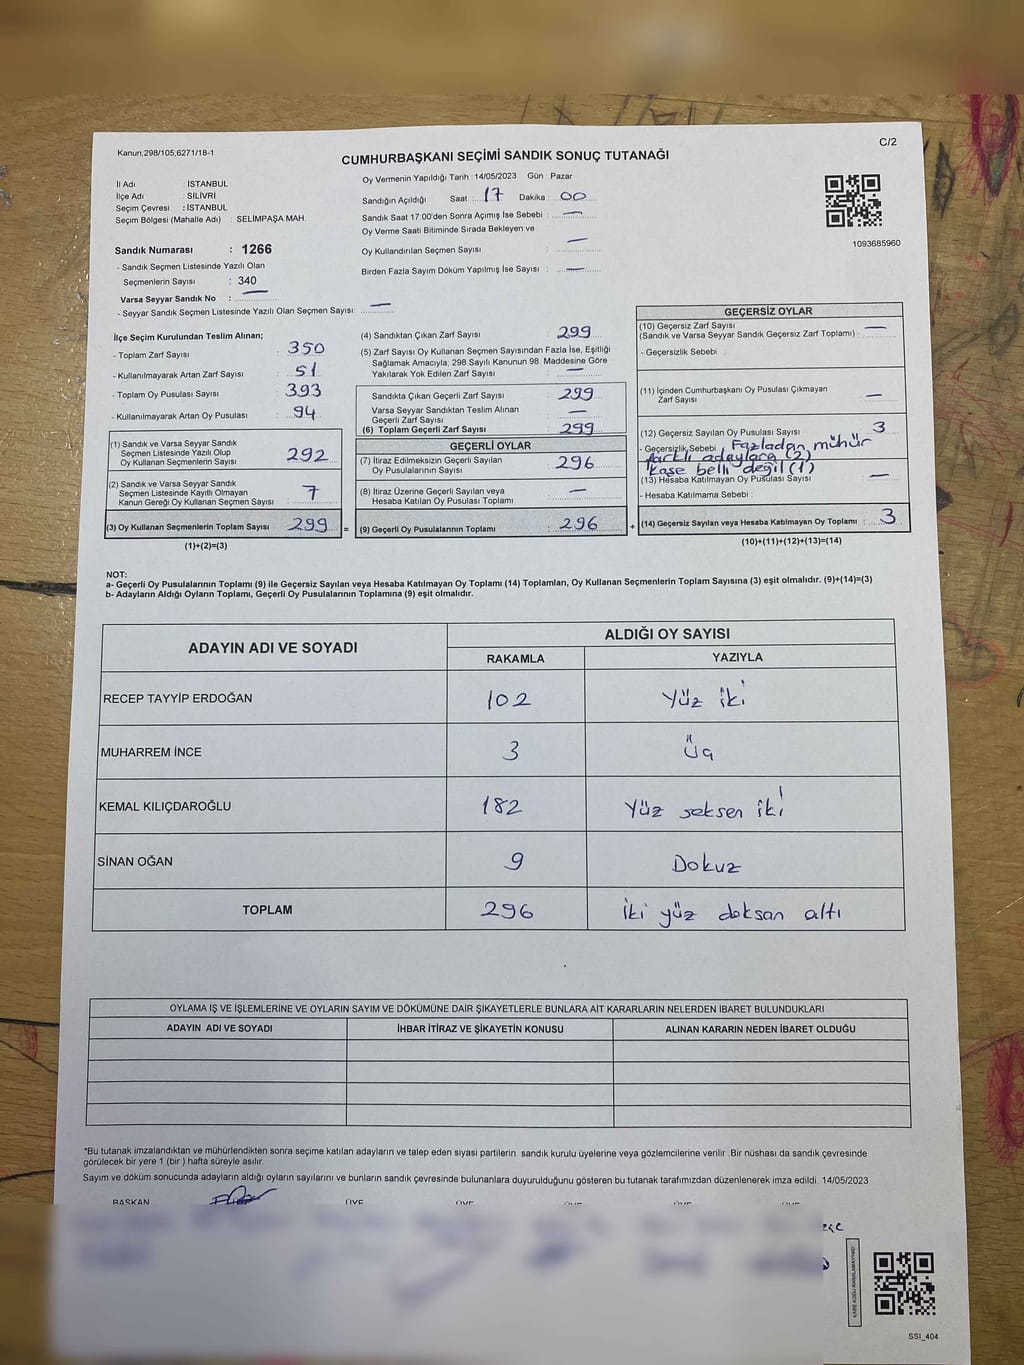 Kanun;298/105;6271/18-1
C/2
CUMHURBAŞKANI SEÇİMİ SANDIK SONUÇ TUTANAĞI
İl Adı : İSTANBUL
İlçe Adı : SİLİVRİ
Seçim Çevresi : İSTANBUL
Seçim Bölgesi (Mahalle Adı) : SELİMPAŞA MAH.
Oy Vermenin Yapıldığı Tarih :14/05/2023 Gün : Pazar
Sandığın Açıldığı Saat : 17 Dakika : 00
Sandık Saat 17:00'den Sonra Açılmış İse Sebebi : —
Oy Verme Saati Bitiminde Sırada Bekleyen ve
Oy Kullandırılan Seçmen Sayısı : —
Birden Fazla Sayım Döküm Yapılmış İse Sayısı : —
1093685960
Sandık Numarası : 1266
- Sandık Seçmen Listesinde Yazılı Olan
Seçmenlerin Sayısı : 340
Varsa Seyyar Sandık No : —
- Seyyar Sandık Seçmen Listesinde Yazılı Olan Seçmen Sayısı: —
İlçe Seçim Kurulundan Teslim Alınan;
- Toplam Zarf Sayısı : 350
- Kullanılmayarak Artan Zarf Sayısı : 51
- Toplam Oy Pusulası Sayısı : 393
- Kullanılmayarak Artan Oy Pusulası : 94
(1) Sandık ve Varsa Seyyar Sandık
Seçmen Listesinde Yazılı Olup
Oy Kullanan Seçmenlerin Sayısı : 292
(2) Sandık ve Varsa Seyyar Sandık
Seçmen Listesinde Kayıtlı Olmayan
Kanun Gereği Oy Kullanan Seçmen Sayısı : 7
(3) Oy Kullanan Seçmenlerin Toplam Sayısı : 299 =
(1)+(2)=(3)
(4) Sandıktan Çıkan Zarf Sayısı : 299
(5) Zarf Sayısı Oy Kullanan Seçmen Sayısından Fazla İse, Eşitliği
Sağlamak Amacıyla; 298 Sayılı Kanunun 98. Maddesine Göre
Yakılarak Yok Edilen Zarf Sayısı : —
Sandıkta Çıkan Geçerli Zarf Sayısı : 299
Varsa Seyyar Sandıktan Teslim Alınan
Geçerli Zarf Sayısı : —
(6) Toplam Geçerli Zarf Sayısı : 299
GEÇERLİ OYLAR
(7) İtiraz Edilmeksizin Geçerli Sayılan
Oy Pusulalarının Sayısı : 296
(8) İtiraz Üzerine Geçerli Sayılan veya
Hesaba Katılan Oy Pusulası Toplamı : —
(9) Geçerli Oy Pusulalarının Toplamı : 296 +
GEÇERSİZ OYLAR
(10) Geçersiz Zarf Sayısı : —
(Sandık ve Varsa Seyyar Sandık Geçersiz Zarf Toplamı) :
- Geçersizlik Sebebi :
(11) İçinden Cumhurbaşkanı Oy Pusulası Çıkmayan
Zarf Sayısı : —
(12) Geçersiz Sayılan Oy Pusulası Sayısı : 3
- Geçersizlik Sebebi : Fazladan mühür
farklı adaylara (2)
kaşe belli değil (1)
(13) Hesaba Katılmayan Oy Pusulası Sayısı : —
- Hesaba Katılmama Sebebi :
(14) Geçersiz Sayılan veya Hesaba Katılmayan Oy Toplamı : 3
(10)+(11)+(12)+(13)=(14)
NOT:
a- Geçerli Oy Pusulalarının Toplamı (9) ile Geçersiz Sayılan veya Hesaba Katılmayan Oy Toplamı (14) Toplamları, Oy Kullanan Seçmenlerin Toplam Sayısına (3) eşit olmalıdır. (9)+(14)=(3)
b- Adayların Aldığı Oyların Toplamı, Geçerli Oy Pusulalarının Toplamına (9) eşit olmalıdır.
ADAYIN ADI VE SOYADI ALDIĞI OY SAYISI
RAKAMLA YAZIYLA
RECEP TAYYİP ERDOĞAN 102 Yüz iki
MUHARREM İNCE 3 Üç
KEMAL KILIÇDAROĞLU 182 Yüz seksen iki
SİNAN OĞAN 9 Dokuz
TOPLAM 296 İki yüz doksan altı
OYLAMA İŞ VE İŞLEMLERİNE VE OYLARIN SAYIM VE DÖKÜMÜNE DAİR ŞİKAYETLERLE BUNLARA AİT KARARLARIN NELERDEN İBARET BULUNDUKLARI
ADAYIN ADI VE SOYADI İHBAR İTİRAZ VE ŞİKAYETİN KONUSU ALINAN KARARIN NEDEN İBARET OLDUĞU
*Bu tutanak imzalandıktan ve mühürlendikten sonra seçime katılan adayların ve talep eden siyasi partilerin sandık kurulu üyelerine veya gözlemcilerine verilir .Bir nüshası da sandık çevresinde
görülecek bir yere 1 (bir ) hafta süreyle asılır.
Sayım ve döküm sonucunda adayların aldığı oyların sayılarını ve bunların sandık çevresinde bulunanlara duyurulduğunu gösteren bu tutanak tarafımızdan düzenlenerek imza edildi. 14/05/2023
BAŞKAN ÜYE ÜYE ÜYE ÜYE ÜYE
KARE KODU KARALAMAYINIZ!
SSI_404